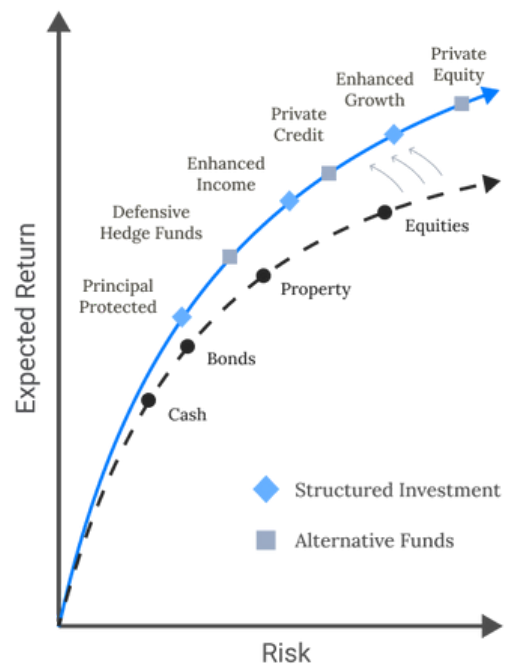 Private
Equity
Enhanced
Growth
Private
Credit
Enhanced
Income
Defensive
Hedge Funds
Equities
Principal
Protected
Property
Bonds
Cash
Expected Return
Structured Investment
Alternative Funds
Risk